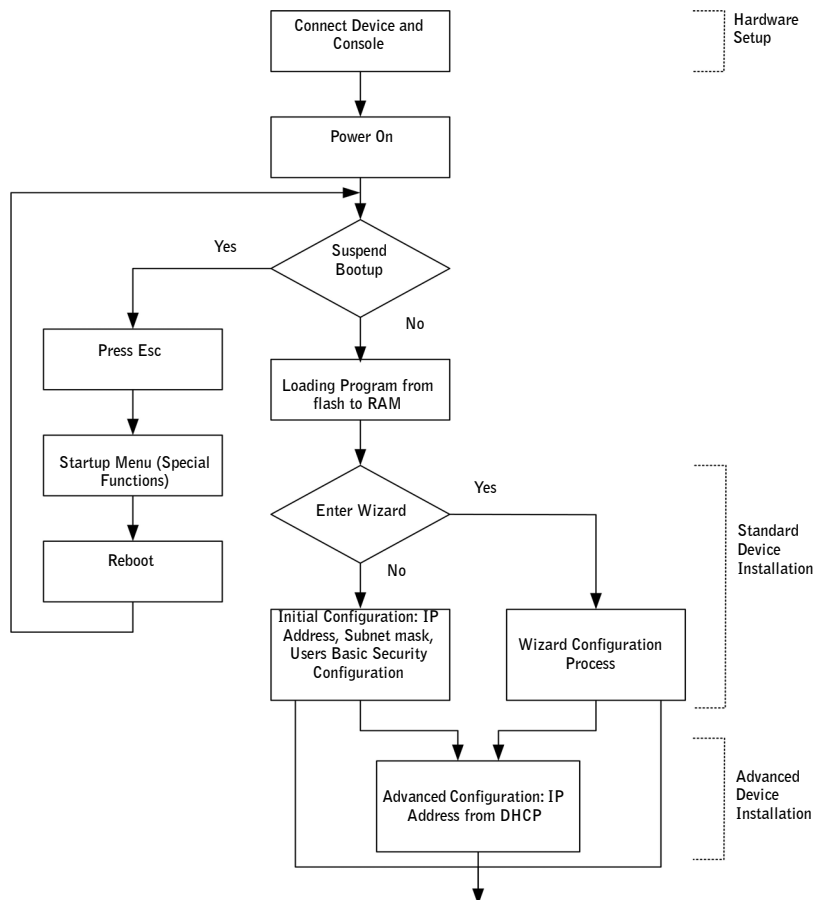 Connect Device and
Console
Hardware
Setup
Power On
Yes
Suspend
Bootup
No
Press Esc
Loading Program from
flash to RAM
Startup Menu (Special
Functions)
Yes
Enter Wizard
Standard
Device
Installation
Reboot
No
Initial Configuration: IP
Address, Subnet mask,
Users Basic Security
Configuration
Wizard Configuration
Process
Advanced Configuration: IP
Address from DHCP
Advanced
Device
Installation